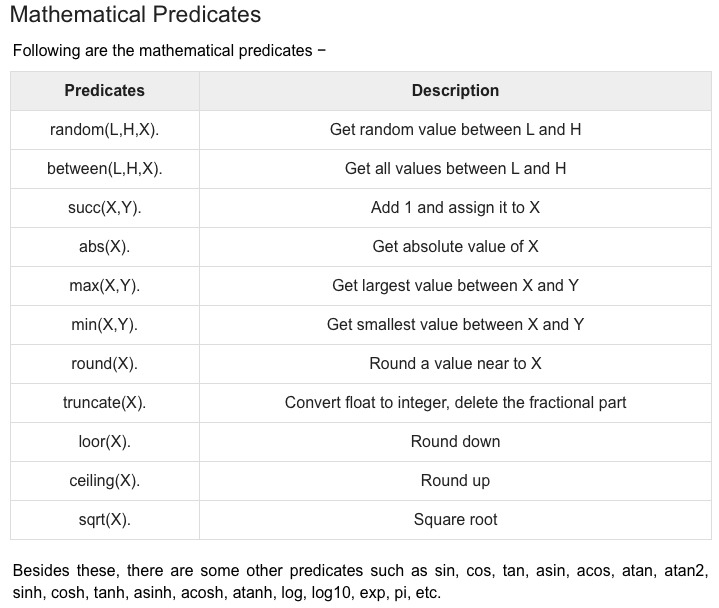 Mathematical Predicates
Following are the mathematical predicates −
Predicates Description
random(L,H,X). Get random value between L and H
between(L,H,X). Get all values between L and H
succ(X,Y). Add 1 and assign it to X
abs(X). Get absolute value of X
max(X,Y). Get largest value between X and Y
min(X,Y). Get smallest value between X and Y
round(X). Round a value near to X
truncate(X). Convert float to integer, delete the fractional part
loor(X). Round down
ceiling(X). Round up
sqrt(X). Square root
Besides these, there are some other predicates such as sin, cos, tan, asin, acos, atan, atan2,
sinh, cosh, tanh, asinh, acosh, atanh, log, log10, exp, pi, etc.